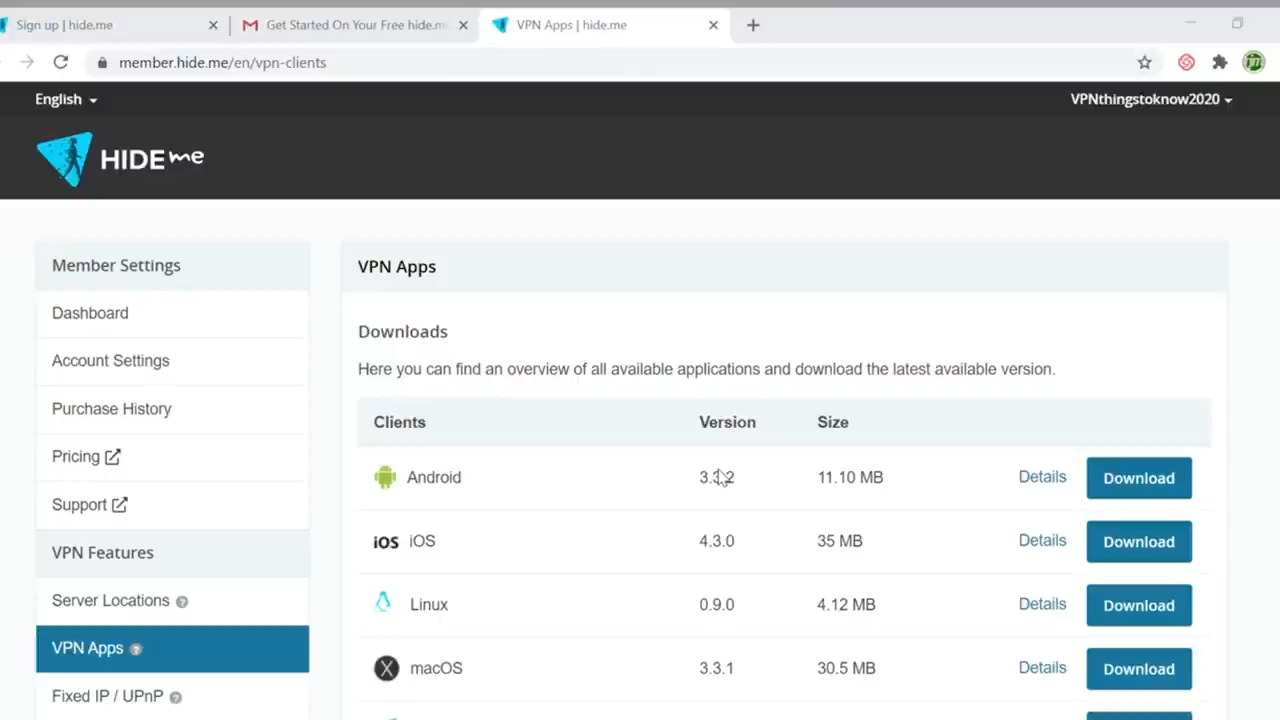 Sign up | hide.me
Get Started On Your Free hide.m
VPN Apps | hide.me
member.hide.me/en/vpn-clients
English
VPNthingstoknow2020
HIDE me
Member Settings
Dashboard
Account Settings
Purchase History
Pricing
Support
VPN Features
Server Locations ?
VPN Apps ?
Fixed IP / UPnP ?
VPN Apps
Downloads
Here you can find an overview of all available applications and download the latest available version.
Clients Version Size
Android 11.10 MB Details Download
iOS iOS 4.3.0 35 MB Details Download
Linux 0.9.0 4.12 MB Details Download
X macOS 3.3.1 30.5 MB Details Download